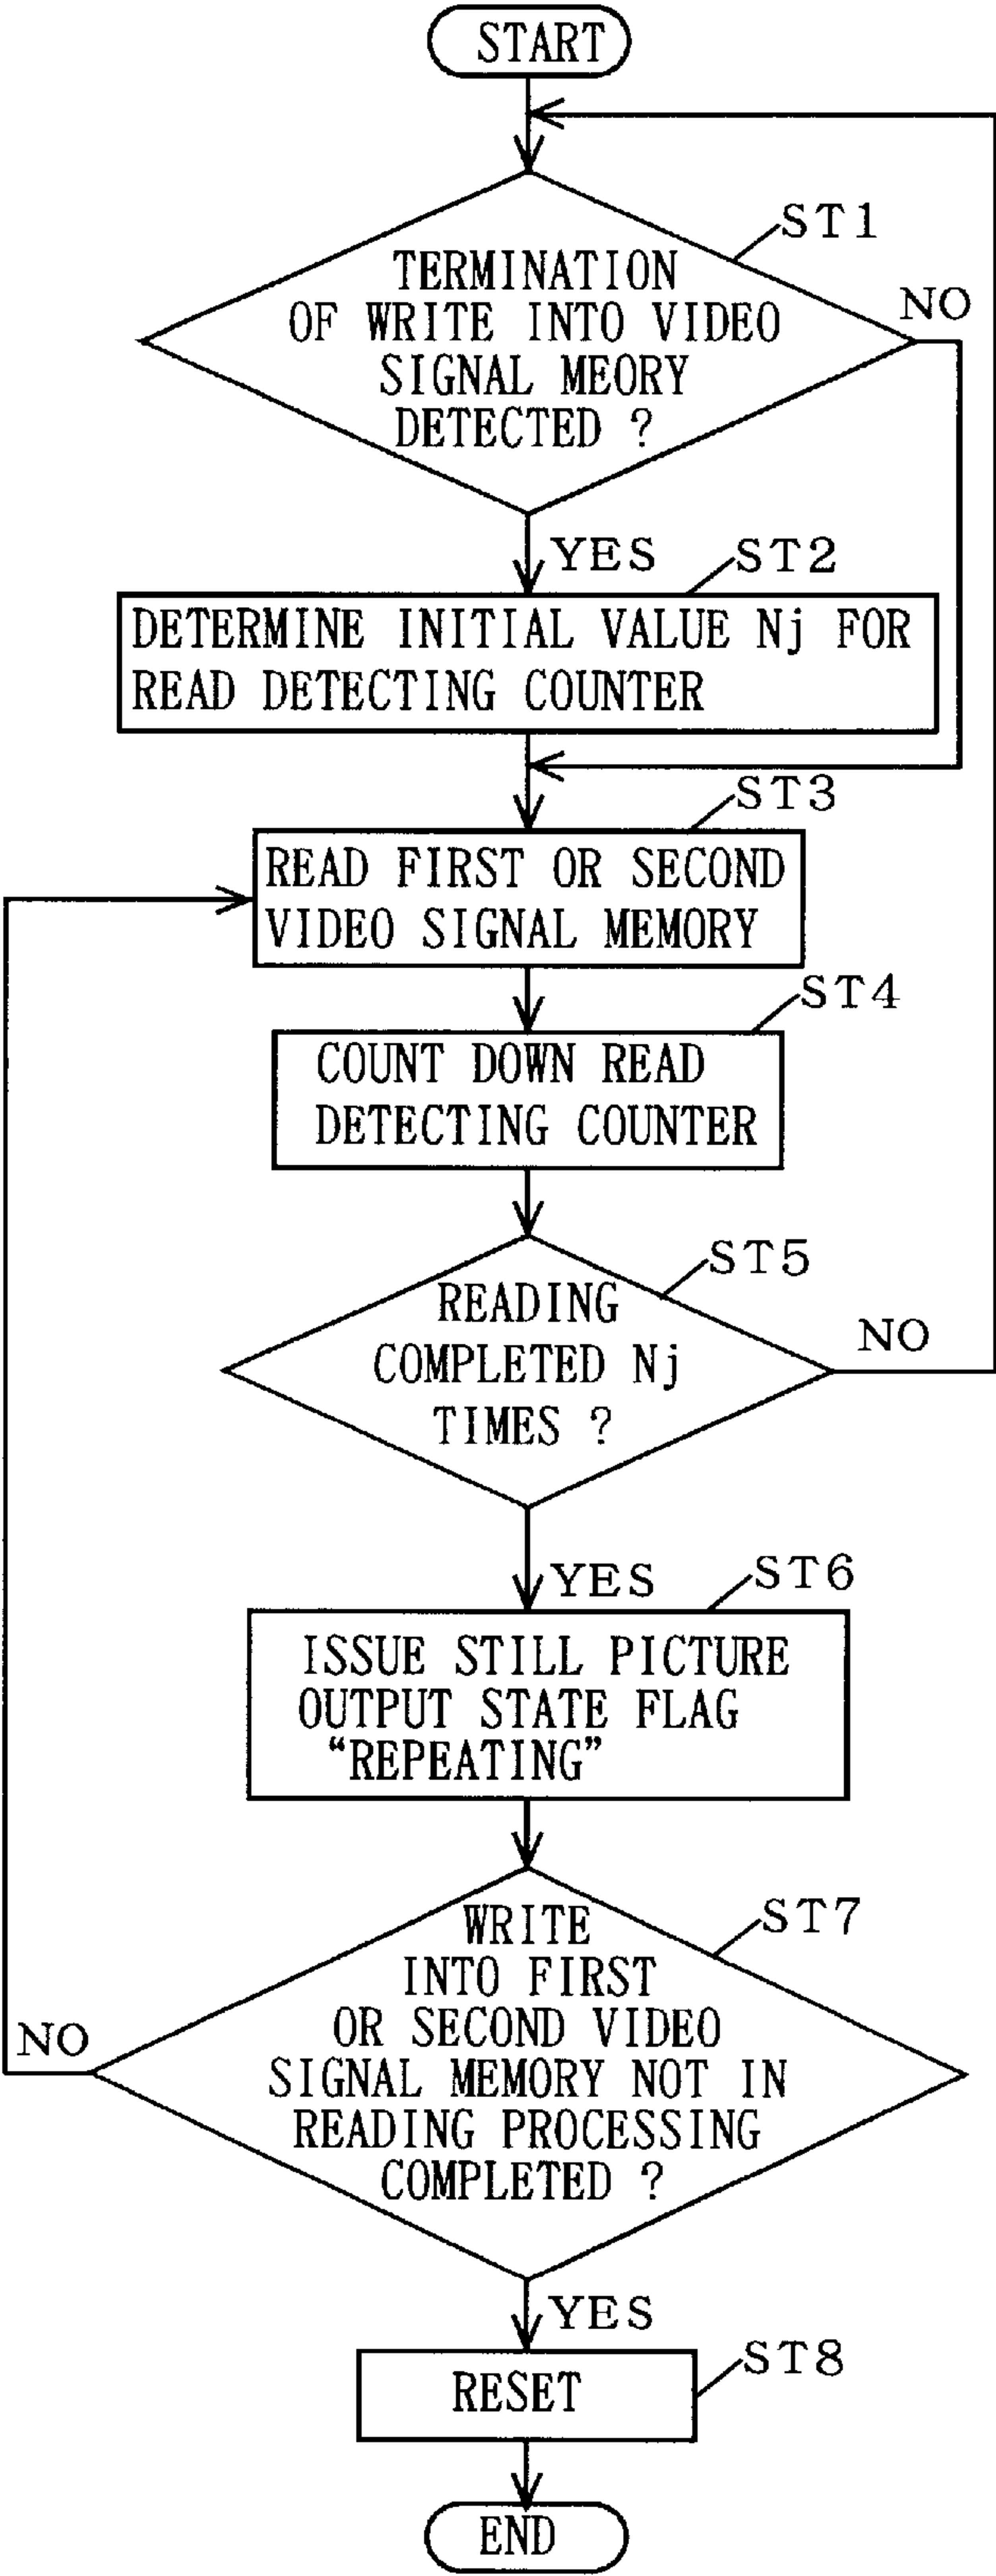 START
ST1
TERMINATION
OF WRITE INTO VIDEO
SIGNAL MEORY
DETECTED ?
NO
YES
ST2
DETERMINE INITIAL VALUE Nj FOR
READ DETECTING COUNTER
ST3
READ FIRST OR SECOND
VIDEO SIGNAL MEMORY
ST4
COUNT DOWN READ
DETECTING COUNTER
ST5
READING
COMPLETED Nj
TIMES ?
NO
YES
ST6
ISSUE STILL PICTURE
OUTPUT STATE FLAG
“REPEATING”
ST7
WRITE
INTO FIRST
OR SECOND VIDEO
SIGNAL MEMORY NOT IN
READING PROCESSING
COMPLETED ?
NO
YES
ST8
RESET
END